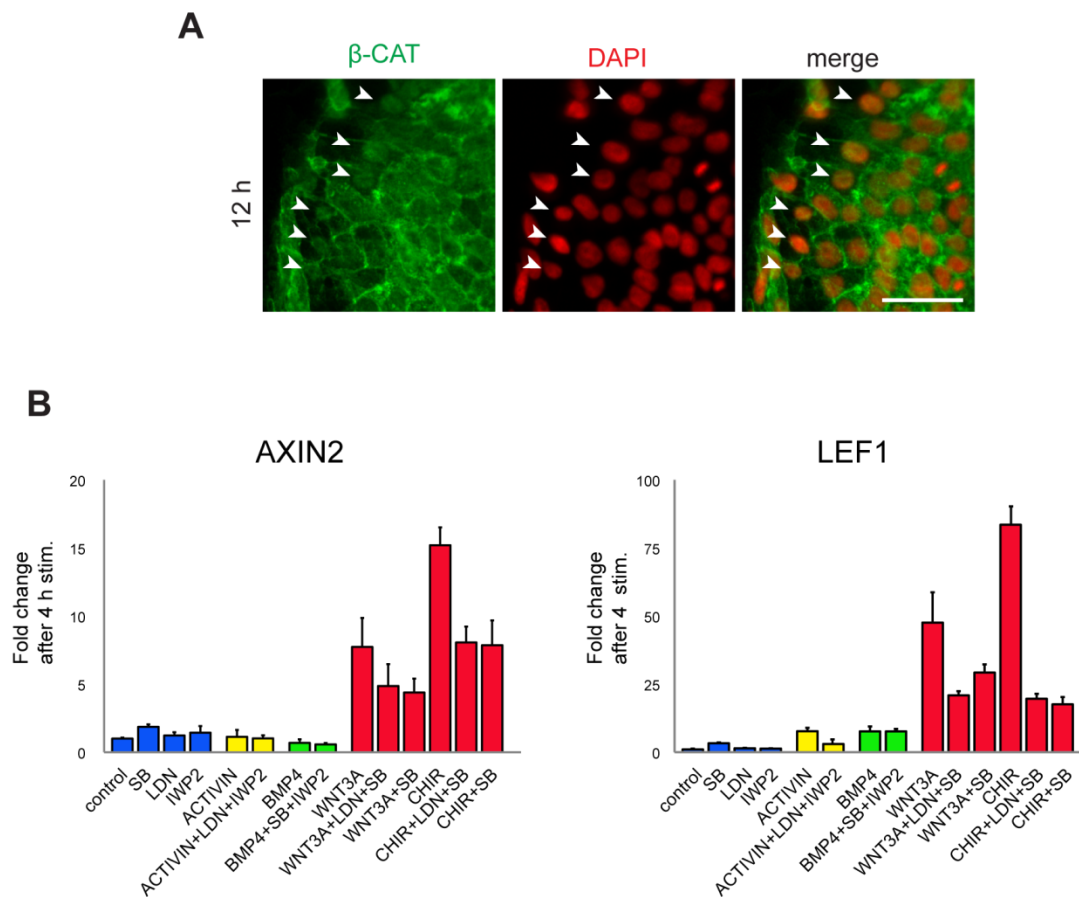 A
β-CAT
DAPI
merge
12 h
B
AXIN2
Fold change
after 4 h stim.
20
15
10
5
0
control
SB
LDN
IWP2
ACTIVIN
ACTIVIN+LDN+IWP2
BMP4
BMP4+SB+IWP2
WNT3A
WNT3A+LDN+SB
WNT3A+SB
CHIR
CHIR+LDN+SB
CHIR+SB
LEF1
Fold change
after 4 stim.
100
75
50
25
0
control
SB
LDN
IWP2
ACTIVIN
ACTIVIN+LDN+IWP2
BMP4
BMP4+SB+IWP2
WNT3A
WNT3A+LDN+SB
WNT3A+SB
CHIR
CHIR+LDN+SB
CHIR+SB